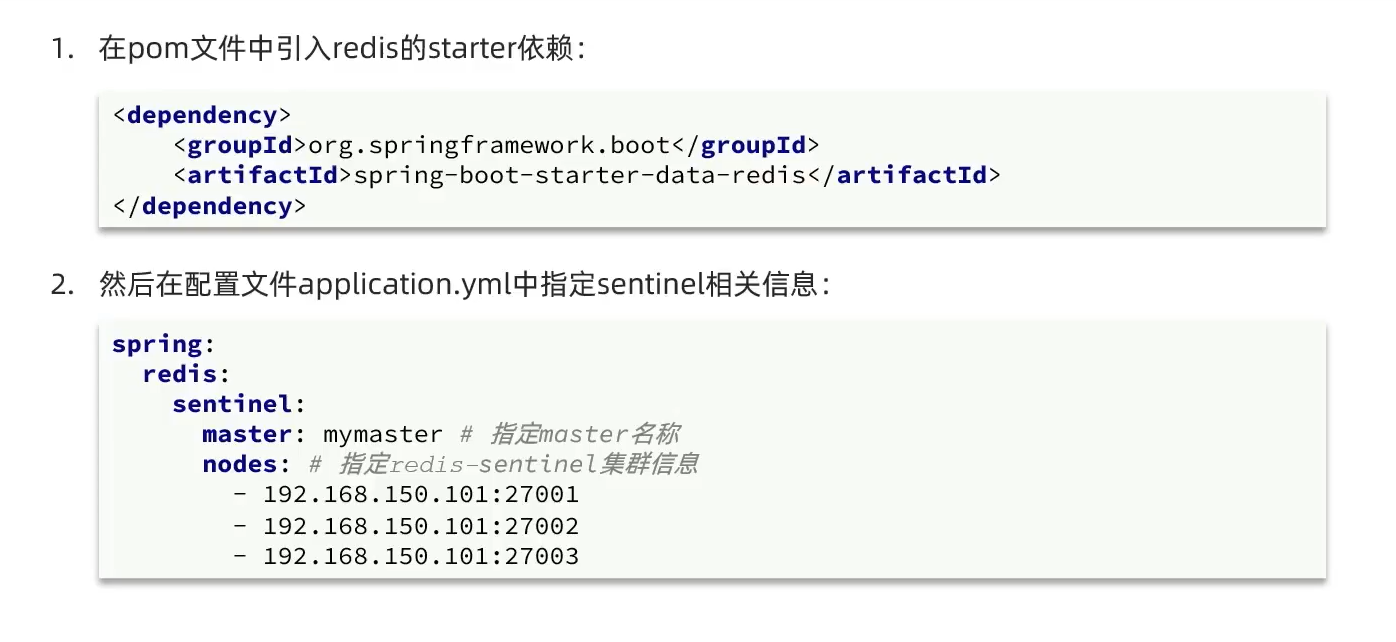 1. 在pom文件中引入redis的starter依赖：
<dependency>
    <groupId>org.springframework.boot</groupId>
    <artifactId>spring-boot-starter-data-redis</artifactId>
</dependency>
2. 然后在配置文件application.yml中指定sentinel相关信息：
spring:
  redis:
    sentinel:
      master: mymaster # 指定master名称
      nodes: # 指定redis-sentinel集群信息
        - 192.168.150.101:27001
        - 192.168.150.101:27002
        - 192.168.150.101:27003